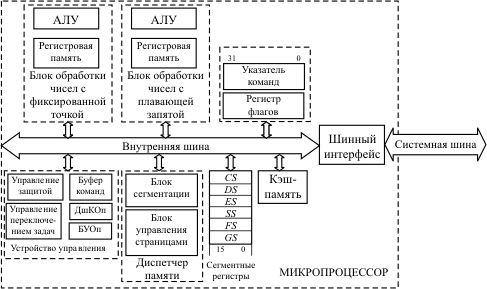 АЛУ
Регистровая
память
Блок обработки
чисел с
фиксированной
точкой
АЛУ
Регистровая
память
Блок обработки
чисел с
плавающей
запятой
31 0
Указатель
команд
Регистр
флагов
Внутренняя шина
Шинный
интерфейс
Системная шина
Управление
защитой
Буфер
команд
Управление
переключе-
нием задач
ДшКОп
БУОп
Устройство управления
Блок
сегментации
Блок
управления
страницами
Диспетчер
памяти
CS
DS
ES
SS
FS
GS
15 0
Сегментные
регистры
Кэш-
память
МИКРОПРОЦЕССОР